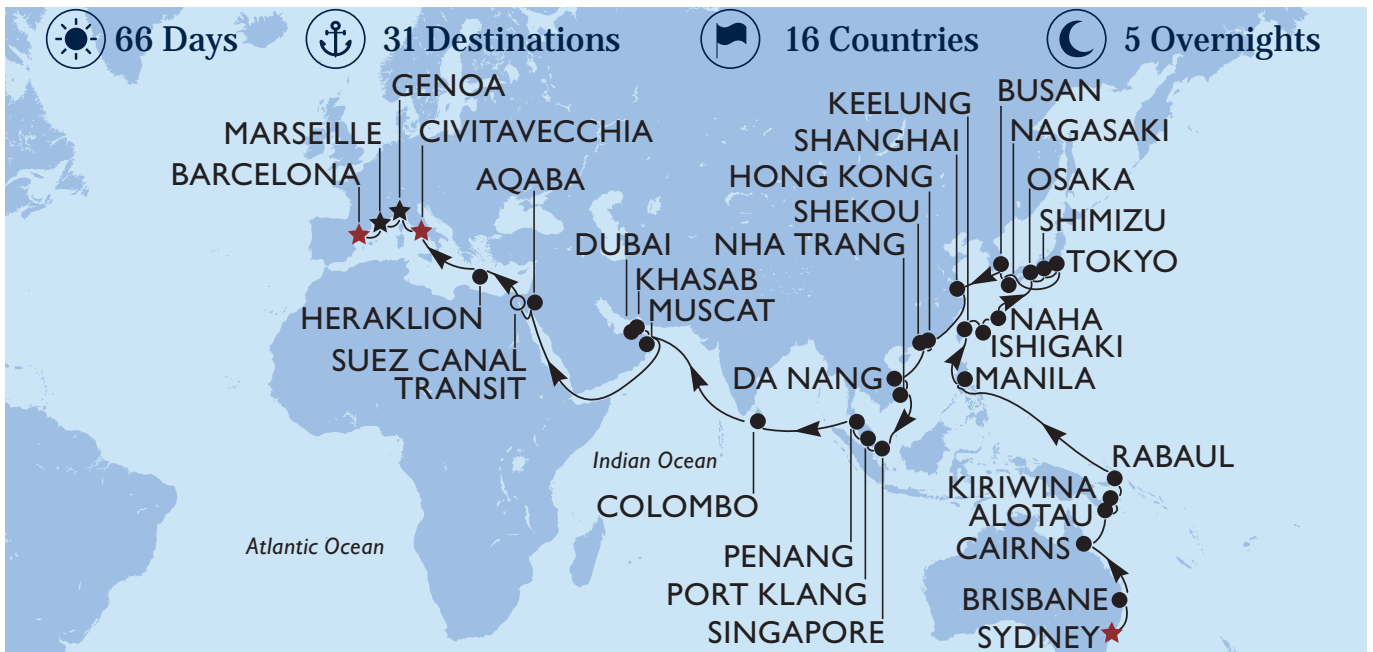 66 Days
31 Destinations
16 Countries
5 Overnights
GENOA
MARSEILLE
CIVITAVECCHIA
BARCELONA
AQABA
KEELUNG
BUSAN
SHANGHAI
NAGASAKI
HONG KONG
OSAKA
SHEKOU
SHIMIZU
NHA TRANG
TOKYO
DUBAI
KHASAB
MUSCAT
HERAKLION
SUEZ CANAL
TRANSIT
NAHA
ISHIGAKI
DA NANG
MANILA
Indian Ocean
RABAUL
COLOMBO
KIRIWINA
ALOTAU
Atlantic Ocean
CAIRNS
PENANG
PORT KLANG
BRISBANE
SINGAPORE
SYDNEY